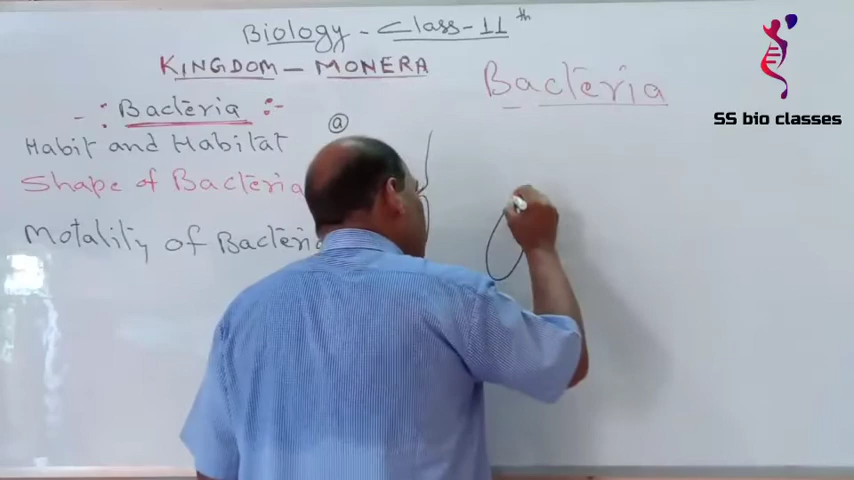 Biology - Class-11th
KINGDOM - MONERA
Bacteria
-: Bacteria :-
Habit and Habitat
ⓐ
Shape of Bacteria
Motality of Bacteria
SS bio classes